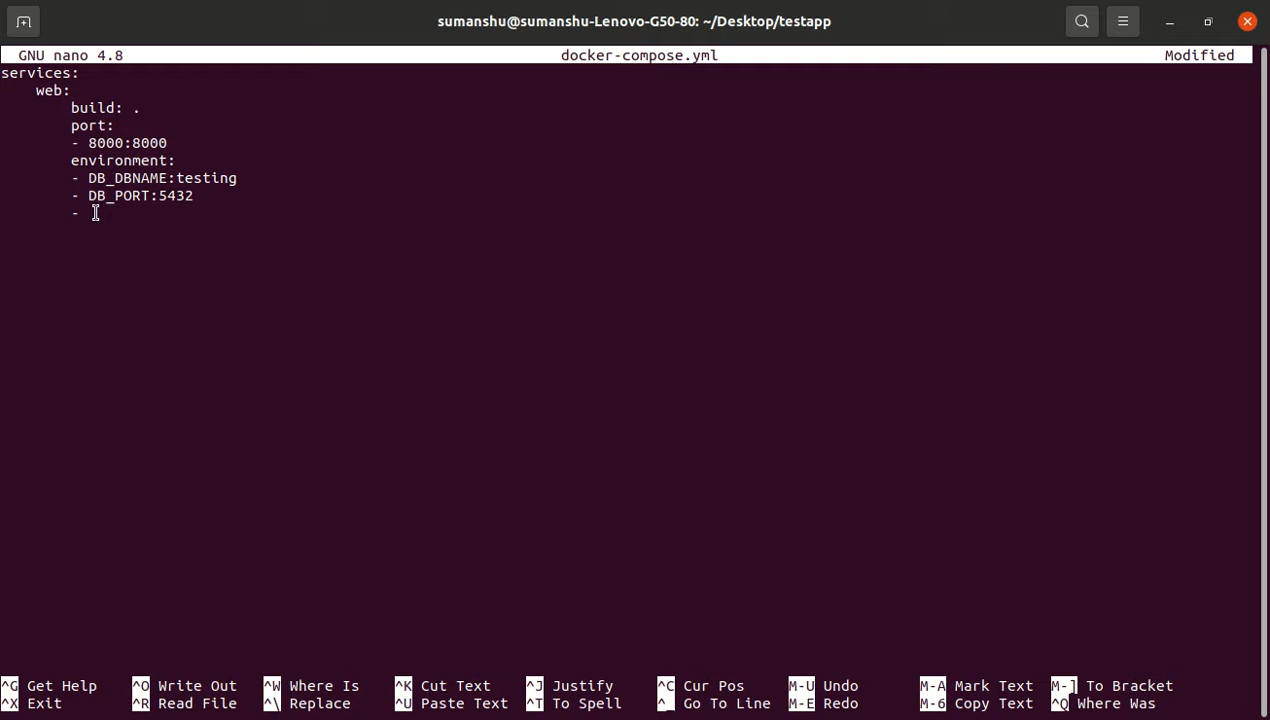 sumanshu@sumanshu-Lenovo-G50-80: ~/Desktop/testapp
GNU nano 4.8 docker-compose.yml Modified
services:
    web:
        build: .
        port:
        - 8000:8000
        environment:
        - DB_DBNAME:testing
        - DB_PORT:5432
        -
^G Get Help ^O Write Out ^W Where Is ^K Cut Text ^J Justify ^C Cur Pos M-U Undo M-A Mark Text M-] To Bracket
^X Exit ^R Read File ^\ Replace ^U Paste Text ^T To Spell ^_ Go To Line M-E Redo M-6 Copy Text ^Q Where Was